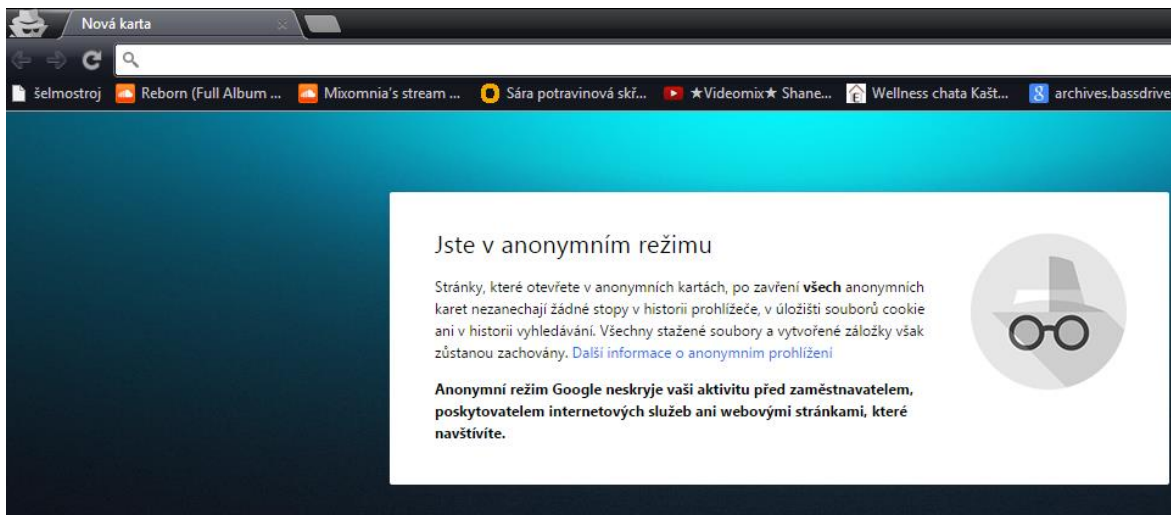 Nová karta
šelmostroj Reborn (Full Album ... Mixomnia's stream ... Sára potravinová skř... ★Videomix★ Shane... Wellness chata Kašt... archives.bassdrive
Jste v anonymním režimu
Stránky, které otevřete v anonymních kartách, po zavření všech anonymních
karet nezanechají žádné stopy v historii prohlížeče, v úložišti souborů cookie
ani v historii vyhledávání. Všechny stažené soubory a vytvořené záložky však
zůstanou zachovány. Další informace o anonymním prohlížení
Anonymní režim Google neskryje vaši aktivitu před zaměstnavatelem,
poskytovatelem internetových služeb ani webovými stránkami, které
navštívíte.